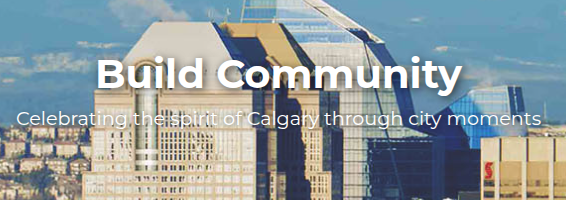 Build Community
Celebrating the spirit of Calgary through city moments